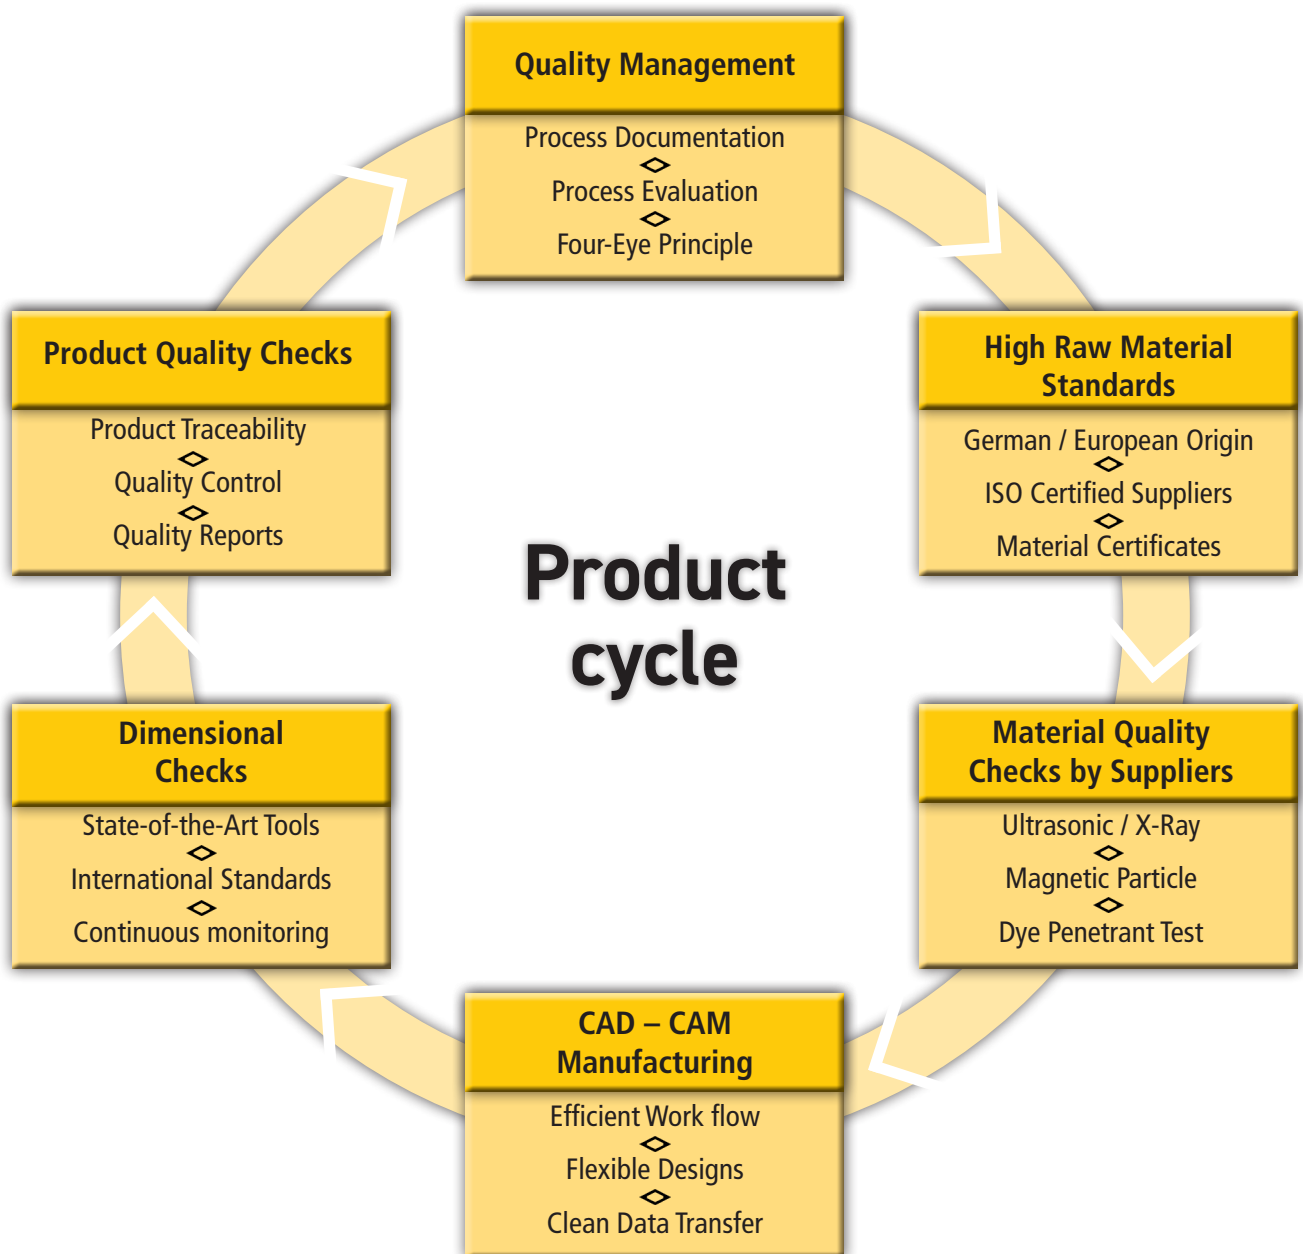 Quality Management
Process Documentation
Process Evaluation
Four-Eye Principle
High Raw Material
Standards
German / European Origin
ISO Certified Suppliers
Material Certificates
Material Quality
Checks by Suppliers
Ultrasonic / X-Ray
Magnetic Particle
Dye Penetrant Test
CAD – CAM
Manufacturing
Efficient Work flow
Flexible Designs
Clean Data Transfer
Dimensional
Checks
State-of-the-Art Tools
International Standards
Continuous monitoring
Product Quality Checks
Product Traceability
Quality Control
Quality Reports
Product
cycle